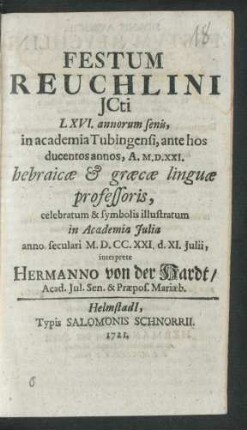 18
FESTUM
REUCHLINI
JCti
LXVI. annorum senis,
in academia Tubingensi, ante hos
ducentos annos, A. M.D.XXI.
hebraicæ & græcæ linguæ
professoris,
celebratum & symbolis illustratum
in Academia Julia
anno seculari M. D. CC. XXI. d. XI. Julii,
interprete
HERMANNO von der Hardt/
Acad. Jul. Sen. & Præpos. Mariæb.
HelmstadI,
Typis SALOMONIS SCHNORRII.
1721.